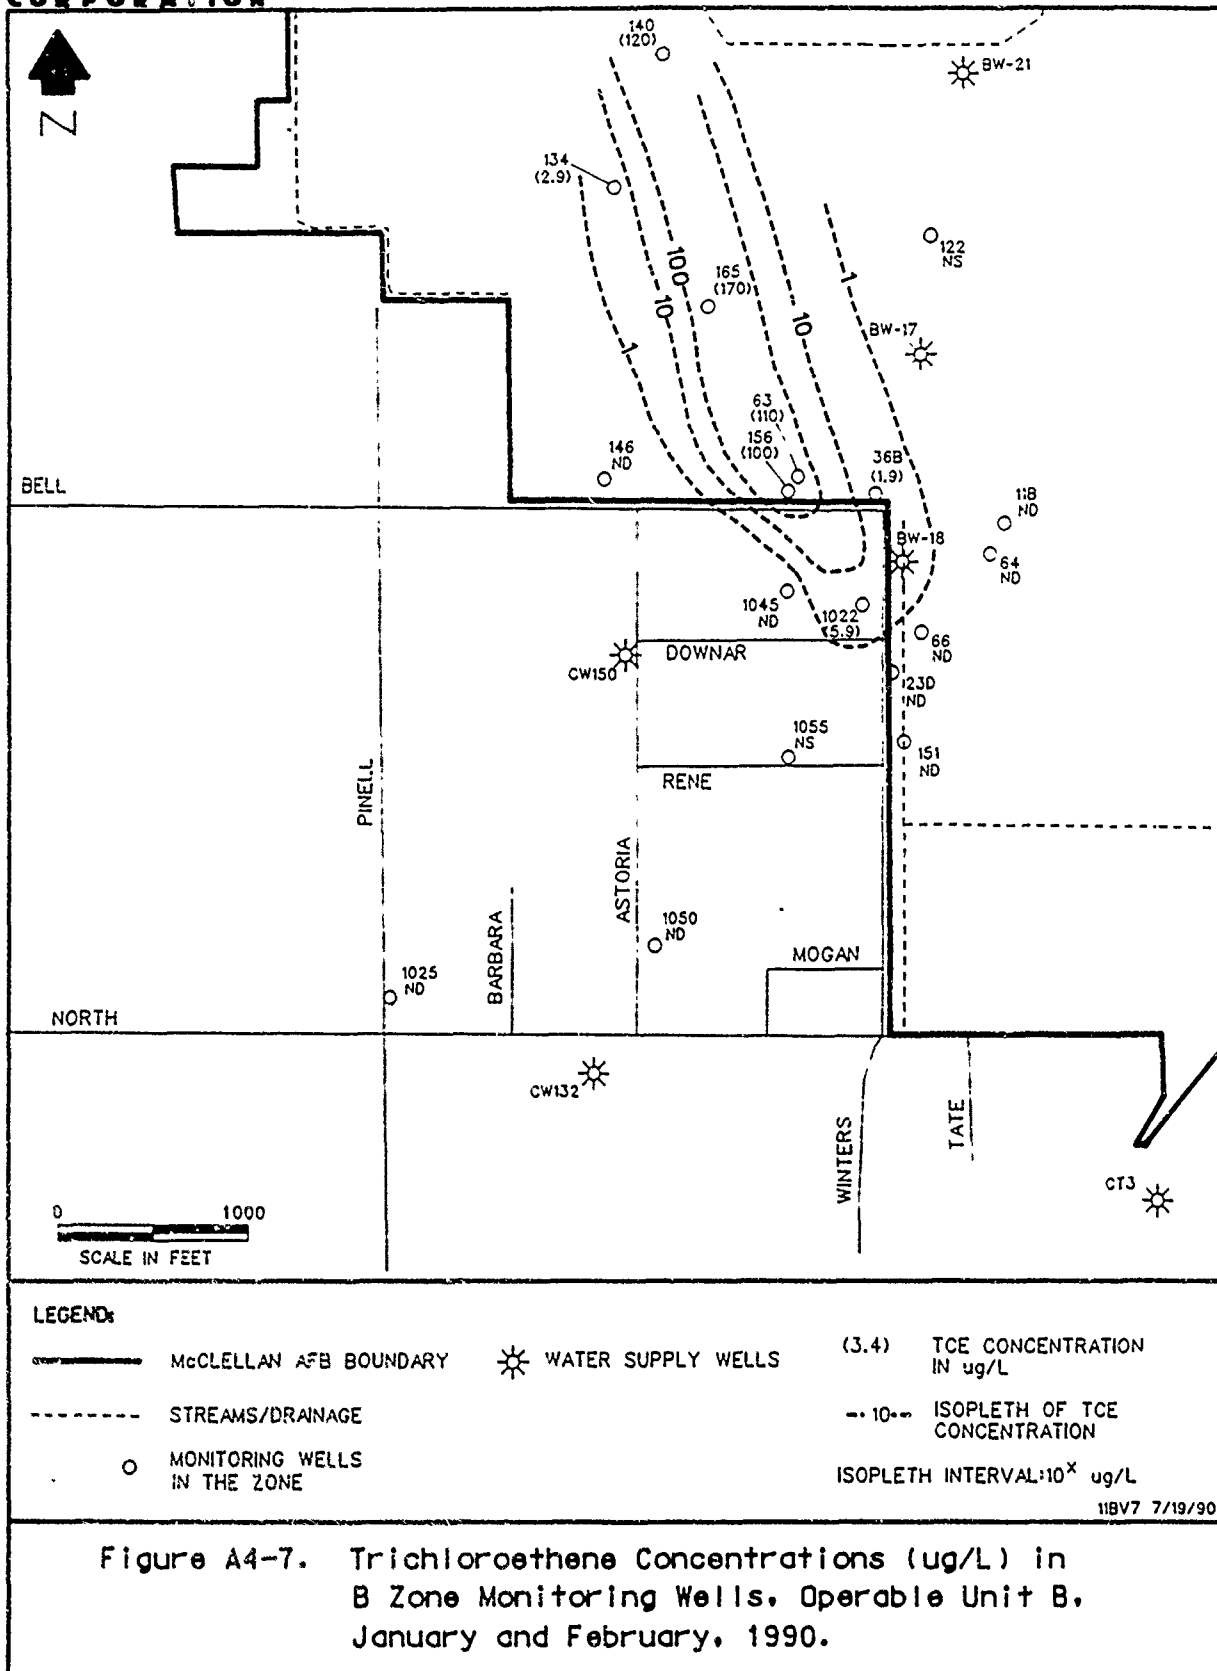 CORPORATION
N
140
(120)
BW-21
134
(2.9)
122
NS
100
165
(170)
10
10
1
1
BW-17
63
(110)
156
(100)
146
ND
36B
(1.9)
BELL
11B
ND
BW-18
64
ND
1045
ND
1022
(5.9)
66
ND
DOWNAR
CW150
23D
ND
1055
NS
151
ND
RENE
PINELL
ASTORIA
BARBARA
1050
ND
MOGAN
1025
ND
NORTH
CW132
WINTERS
TATE
CT3
0 1000
SCALE IN FEET
LEGEND:
McCLELLAN AFB BOUNDARY
WATER SUPPLY WELLS
(3.4) TCE CONCENTRATION
IN ug/L
STREAMS/DRAINAGE
-- 10-- ISOPLETH OF TCE
CONCENTRATION
MONITORING WELLS
IN THE ZONE
ISOPLETH INTERVAL:10^X ug/L
11BV7 7/19/90
Figure A4-7. Trichloroethene Concentrations (ug/L) in
B Zone Monitoring Wells, Operable Unit B,
January and February, 1990.